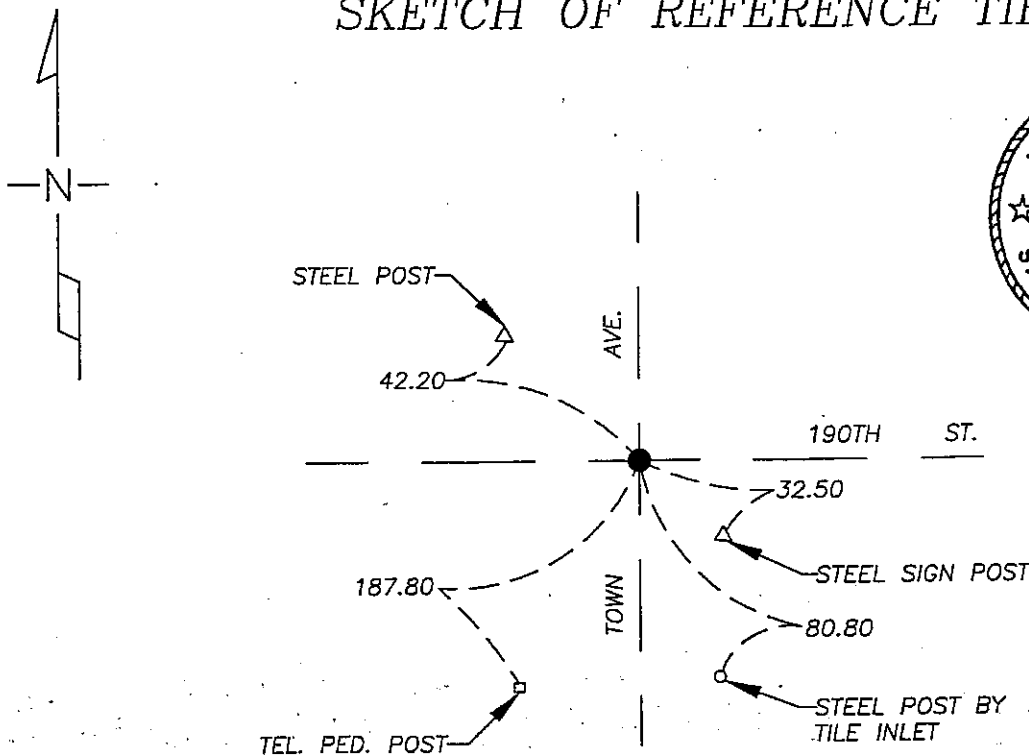 SKETCH OF REFERENCE
N
STEEL POST
AVE.
42.20
190TH ST.
32.50
187.80
TOWN
STEEL SIGN POST
80.80
STEEL POST BY
TILE INLET
TEL. PED. POST